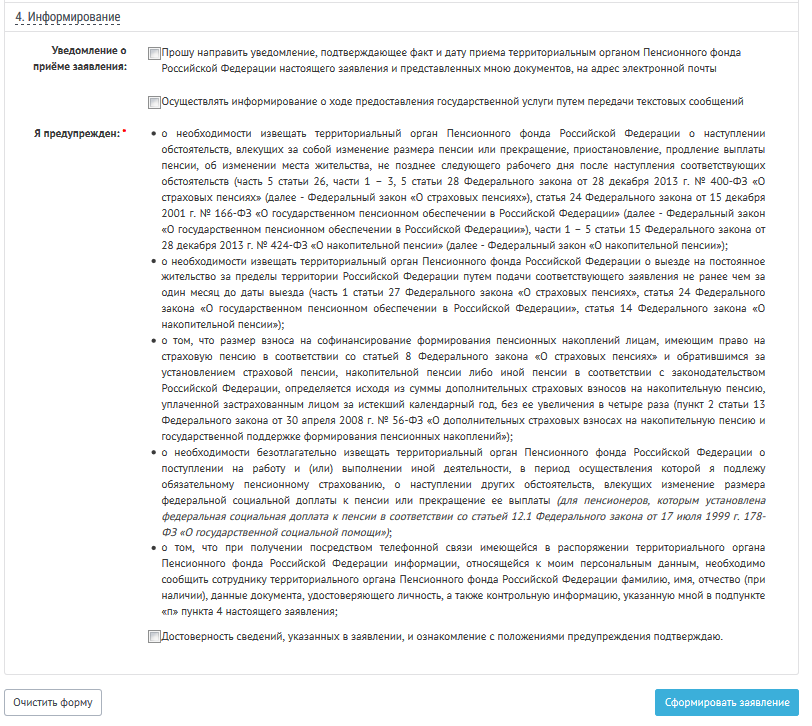 4. Информирование
Уведомление о
приёме заявления:
Прошу направить уведомление, подтверждающее факт и дату приема территориальным органом Пенсионного фонда
Российской Федерации настоящего заявления и представленных мною документов, на адрес электронной почты
Осуществлять информирование о ходе предоставления государственной услуги путем передачи текстовых сообщений
Я предупрежден: *
• о необходимости извещать территориальный орган Пенсионного фонда Российской Федерации о наступлении
обстоятельств, влекущих за собой изменение размера пенсии или прекращение, приостановление, продление выплаты
пенсии, об изменении места жительства, не позднее следующего рабочего дня после наступления соответствующих
обстоятельств (часть 5 статьи 26, части 1 – 3, 5 статьи 28 Федерального закона от 28 декабря 2013 г. № 400-ФЗ «О
страховых пенсиях» (далее - Федеральный закон «О страховых пенсиях»), статья 24 Федерального закона от 15 декабря
2001 г. № 166-ФЗ «О государственном пенсионном обеспечении в Российской Федерации» (далее - Федеральный закон
«О государственном пенсионном обеспечении в Российской Федерации»), части 1 – 5 статьи 15 Федерального закона от
28 декабря 2013 г. № 424-ФЗ «О накопительной пенсии» (далее - Федеральный закон «О накопительной пенсии»);
• о необходимости извещать территориальный орган Пенсионного фонда Российской Федерации о выезде на постоянное
жительство за пределы территории Российской Федерации путем подачи соответствующего заявления не ранее чем за
один месяц до даты выезда (часть 1 статьи 27 Федерального закона «О страховых пенсиях», статья 24 Федерального
закона «О государственном пенсионном обеспечении в Российской Федерации», статья 14 Федерального закона «О
накопительной пенсии»);
• о том, что размер взноса на софинансирование формирования пенсионных накоплений лицам, имеющим право на
страховую пенсию в соответствии со статьей 8 Федерального закона «О страховых пенсиях» и обратившимся за
установлением страховой пенсии, накопительной пенсии либо иной пенсии в соответствии с законодательством
Российской Федерации, определяется исходя из суммы дополнительных страховых взносов на накопительную пенсию,
уплаченной застрахованным лицом за истекший календарный год, без ее увеличения в четыре раза (пункт 2 статьи 13
Федерального закона от 30 апреля 2008 г. № 56-ФЗ «О дополнительных страховых взносах на накопительную пенсию и
государственной поддержке формирования пенсионных накоплений»);
• о необходимости безотлагательно извещать территориальный орган Пенсионного фонда Российской Федерации о
поступлении на работу и (или) выполнении иной деятельности, в период осуществления которой я подлежу
обязательному пенсионному страхованию, о наступлении других обстоятельств, влекущих изменение размера
федеральной социальной доплаты к пенсии или прекращение ее выплаты (для пенсионеров, которым установлена
федеральная социальная доплата к пенсии в соответствии со статьей 12.1 Федерального закона от 17 июля 1999 г. 178-
ФЗ «О государственной социальной помощи»);
• о том, что при получении посредством телефонной связи имеющейся в распоряжении территориального органа
Пенсионного фонда Российской Федерации информации, относящейся к моим персональным данным, необходимо
сообщить сотруднику территориального органа Пенсионного фонда Российской Федерации фамилию, имя, отчество (при
наличии), данные документа, удостоверяющего личность, а также контрольную информацию, указанную мной в подпункте
«п» пункта 4 настоящего заявления;
Достоверность сведений, указанных в заявлении, и ознакомление с положениями предупреждения подтверждаю.
Очистить форму
Сформировать заявление